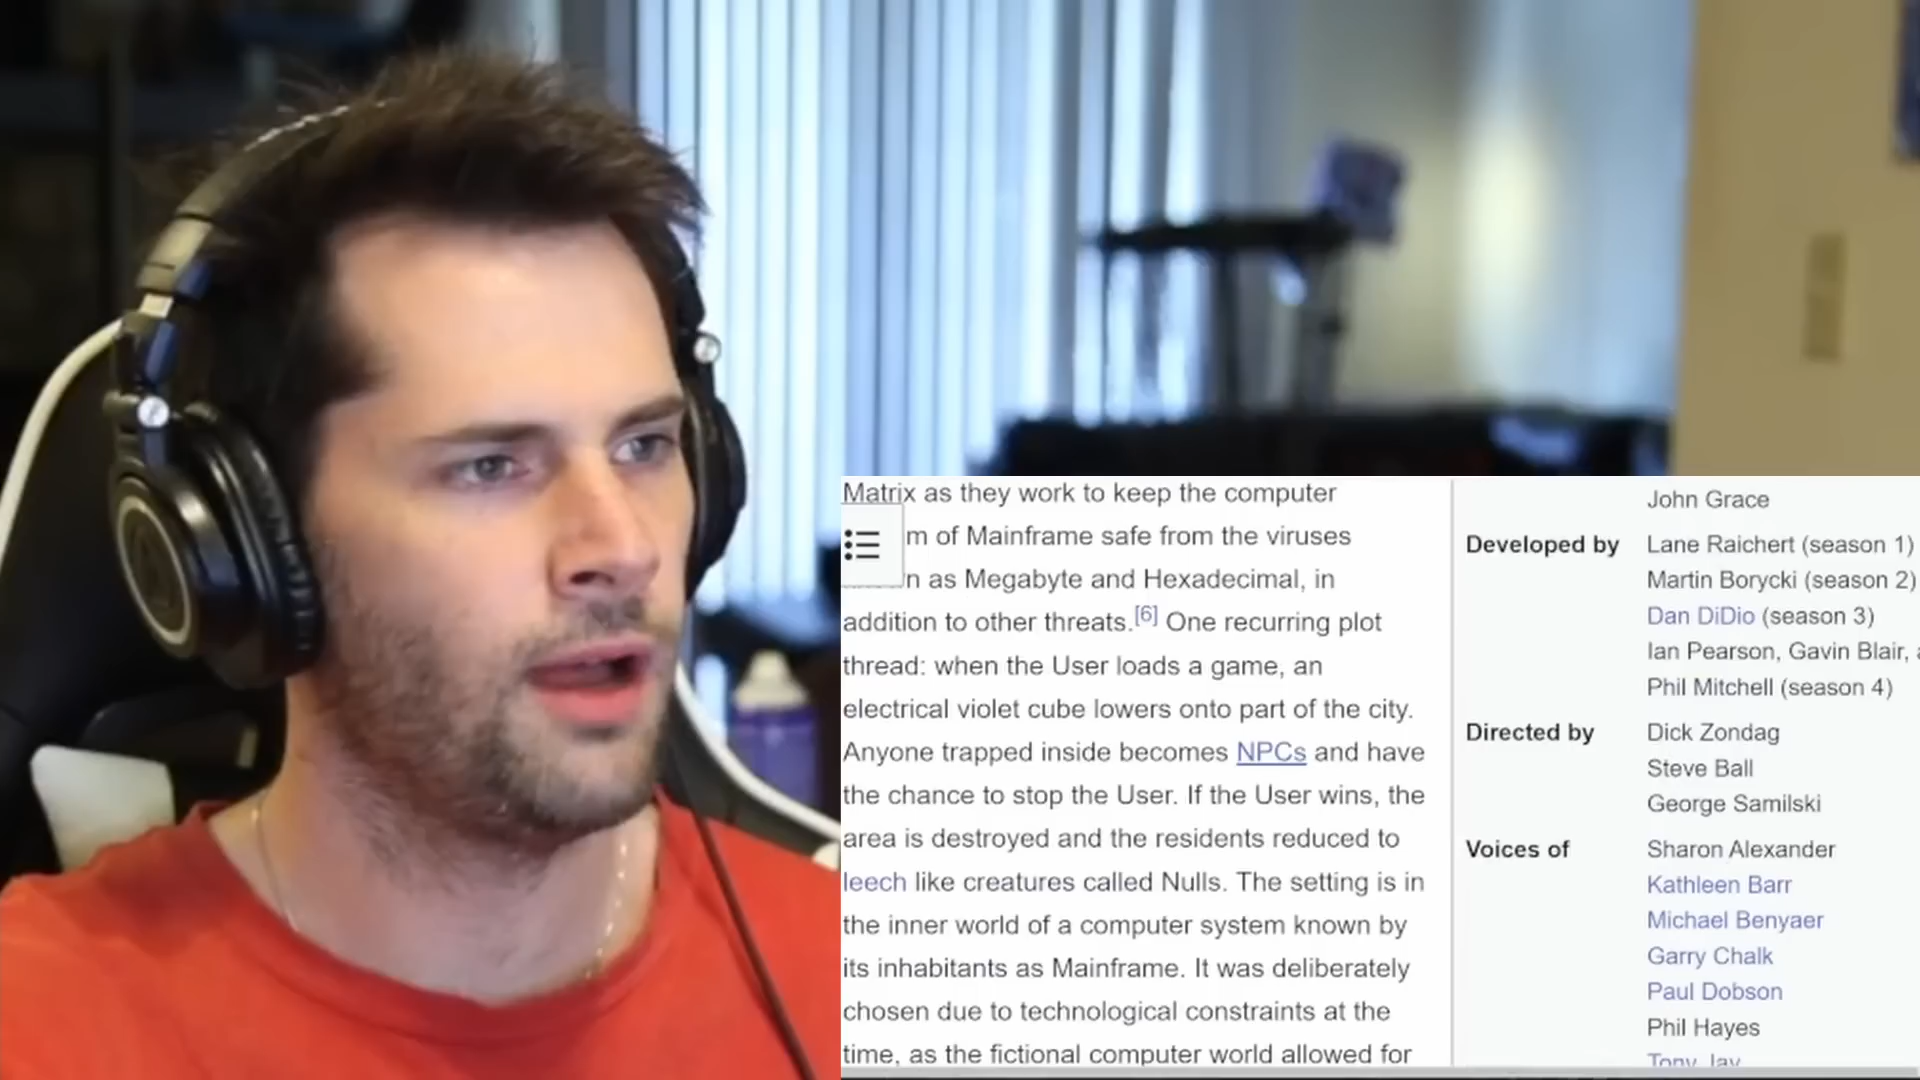 Matrix as they work to keep the computer
m of Mainframe safe from the viruses
n as Megabyte and Hexadecimal, in
addition to other threats.[6] One recurring plot
thread: when the User loads a game, an
electrical violet cube lowers onto part of the city.
Anyone trapped inside becomes NPCs and have
the chance to stop the User. If the User wins, the
area is destroyed and the residents reduced to
leech like creatures called Nulls. The setting is in
the inner world of a computer system known by
its inhabitants as Mainframe. It was deliberately
chosen due to technological constraints at the
time, as the fictional computer world allowed for
John Grace
Developed by Lane Raichert (season 1)
Martin Borycki (season 2)
Dan DiDio (season 3)
Ian Pearson, Gavin Blair, a
Phil Mitchell (season 4)
Directed by Dick Zondag
Steve Ball
George Samilski
Voices of Sharon Alexander
Kathleen Barr
Michael Benyaer
Garry Chalk
Paul Dobson
Phil Hayes
Tony Jay